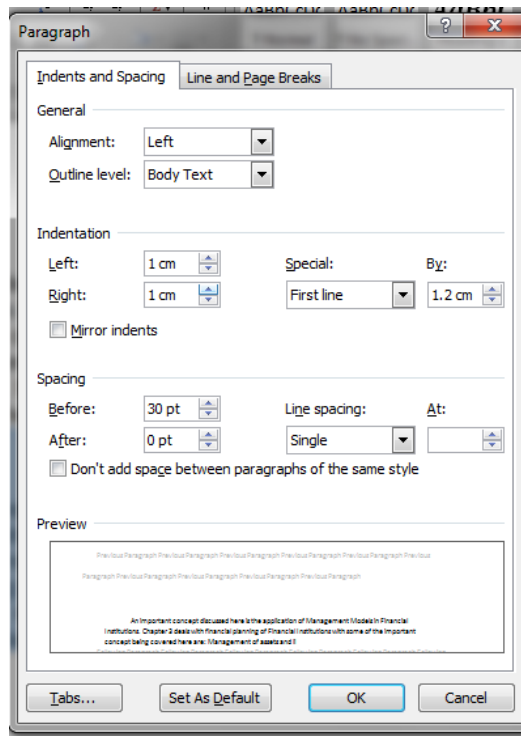 AaBbCcDc AaBbCcDc AaBbC
Paragraph ? X
Indents and Spacing Line and Page Breaks
General
Alignment: Left
Outline level: Body Text
Indentation
Left: 1 cm Special: By:
Right: 1 cm First line 1.2 cm
Mirror indents
Spacing
Before: 30 pt Line spacing: At:
After: 0 pt Single
Don't add space between paragraphs of the same style
Preview
Previous Paragraph Previous Paragraph Previous Paragraph Previous Paragraph Previous Paragraph Previous
Paragraph Previous Paragraph Previous Paragraph Previous Paragraph Previous Paragraph
An important concept discussed here is the application of Management Models in Financial
Institutions. Chapter 3 deals with financial planning of Financial Institutions with some of the important
concept being covered here are: Management of assets and l
Tabs... Set As Default OK Cancel